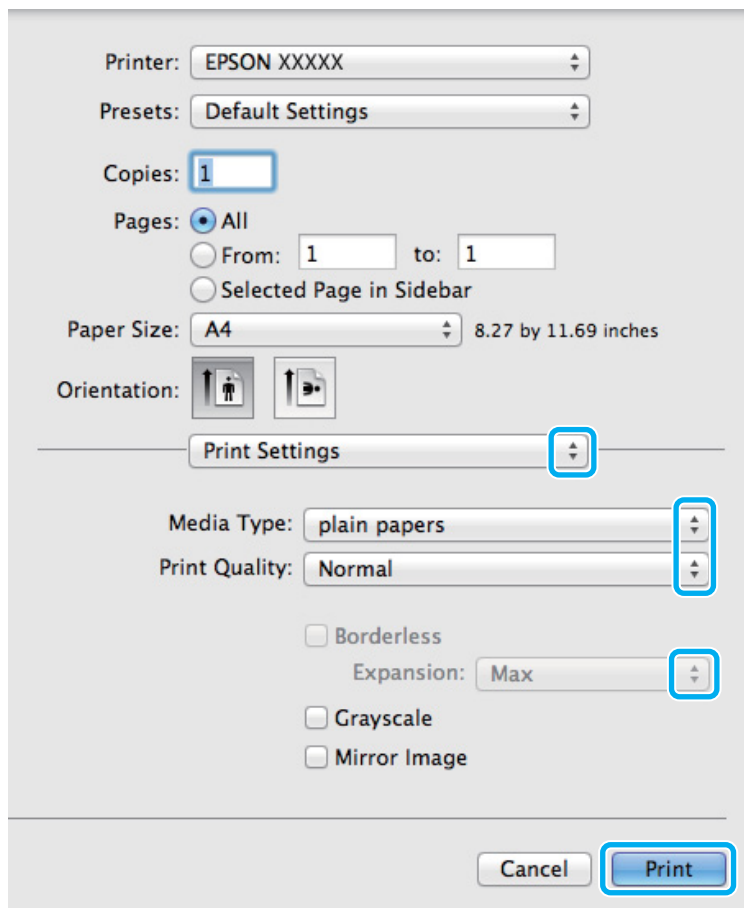 Printer: EPSON XXXXX
Presets: Default Settings
Copies: 1
Pages: All
From: 1 to: 1
Selected Page in Sidebar
Paper Size: A4 8.27 by 11.69 inches
Orientation:
Print Settings
Media Type: plain papers
Print Quality: Normal
Borderless
Expansion: Max
Grayscale
Mirror Image
Cancel Print